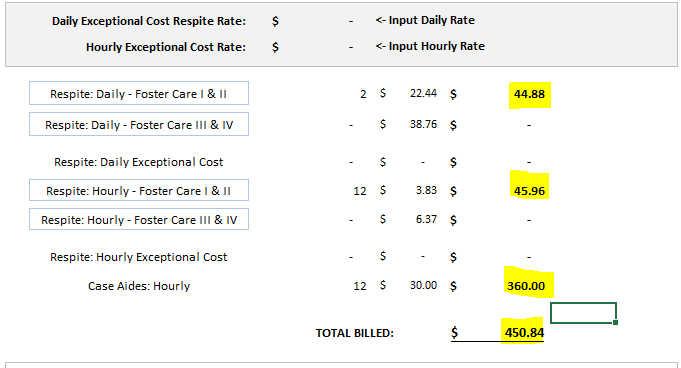 Daily Exceptional Cost Respite Rate: $ - <- Input Daily Rate
Hourly Exceptional Cost Rate: $ - <- Input Hourly Rate
Respite: Daily - Foster Care I & II 2 $ 22.44 $ 44.88
Respite: Daily - Foster Care III & IV - $ 38.76 $ -
Respite: Daily Exceptional Cost - $ - $ -
Respite: Hourly - Foster Care I & II 12 $ 3.83 $ 45.96
Respite: Hourly - Foster Care III & IV - $ 6.37 $ -
Respite: Hourly Exceptional Cost - $ - $ -
Case Aides: Hourly 12 $ 30.00 $ 360.00
TOTAL BILLED: $ 450.84